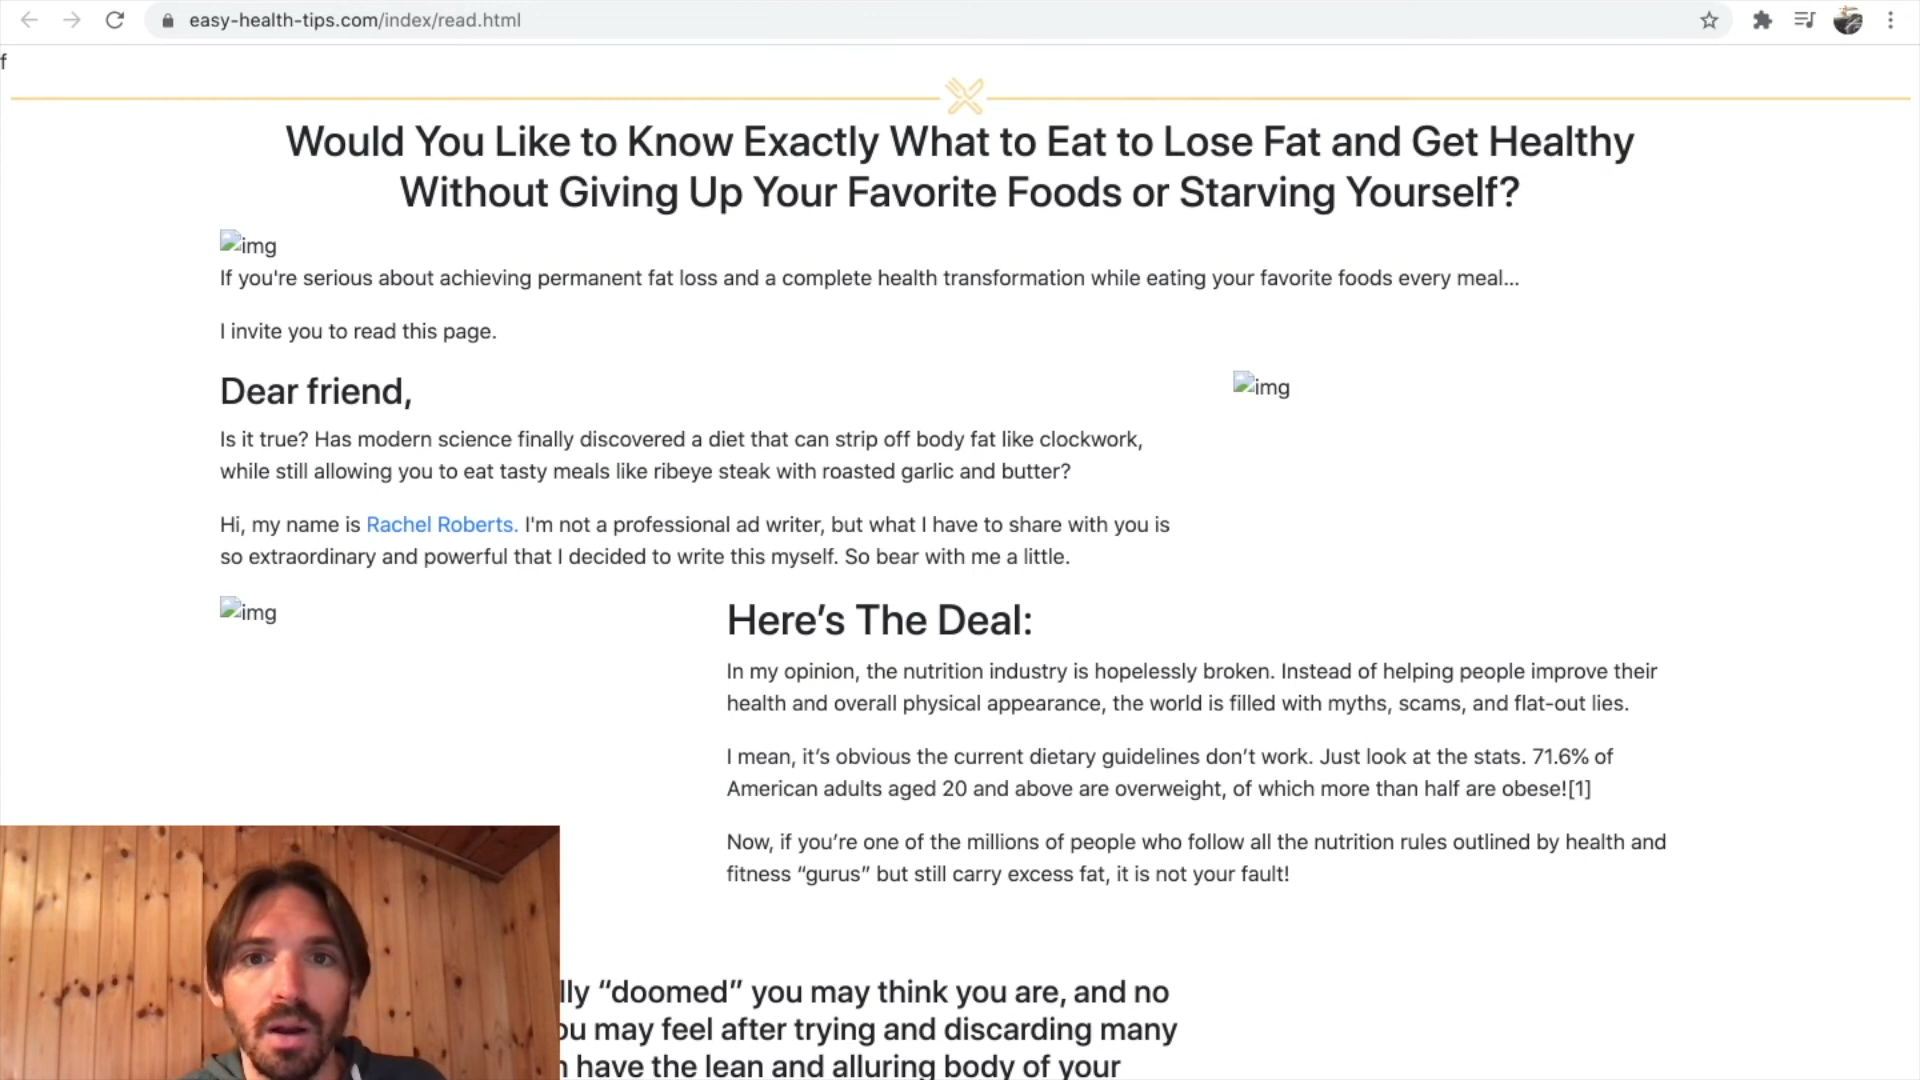 easy-health-tips.com/index/read.html
f
Would You Like to Know Exactly What to Eat to Lose Fat and Get Healthy
Without Giving Up Your Favorite Foods or Starving Yourself?
img
If you're serious about achieving permanent fat loss and a complete health transformation while eating your favorite foods every meal...
I invite you to read this page.
Dear friend,
img
Is it true? Has modern science finally discovered a diet that can strip off body fat like clockwork,
while still allowing you to eat tasty meals like ribeye steak with roasted garlic and butter?
Hi, my name is Rachel Roberts. I'm not a professional ad writer, but what I have to share with you is
so extraordinary and powerful that I decided to write this myself. So bear with me a little.
img
Here’s The Deal:
In my opinion, the nutrition industry is hopelessly broken. Instead of helping people improve their
health and overall physical appearance, the world is filled with myths, scams, and flat-out lies.
I mean, it’s obvious the current dietary guidelines don’t work. Just look at the stats. 71.6% of
American adults aged 20 and above are overweight, of which more than half are obese![1]
Now, if you’re one of the millions of people who follow all the nutrition rules outlined by health and
fitness “gurus” but still carry excess fat, it is not your fault!
lly “doomed” you may think you are, and no
ou may feel after trying and discarding many
have the lean and alluring body of your